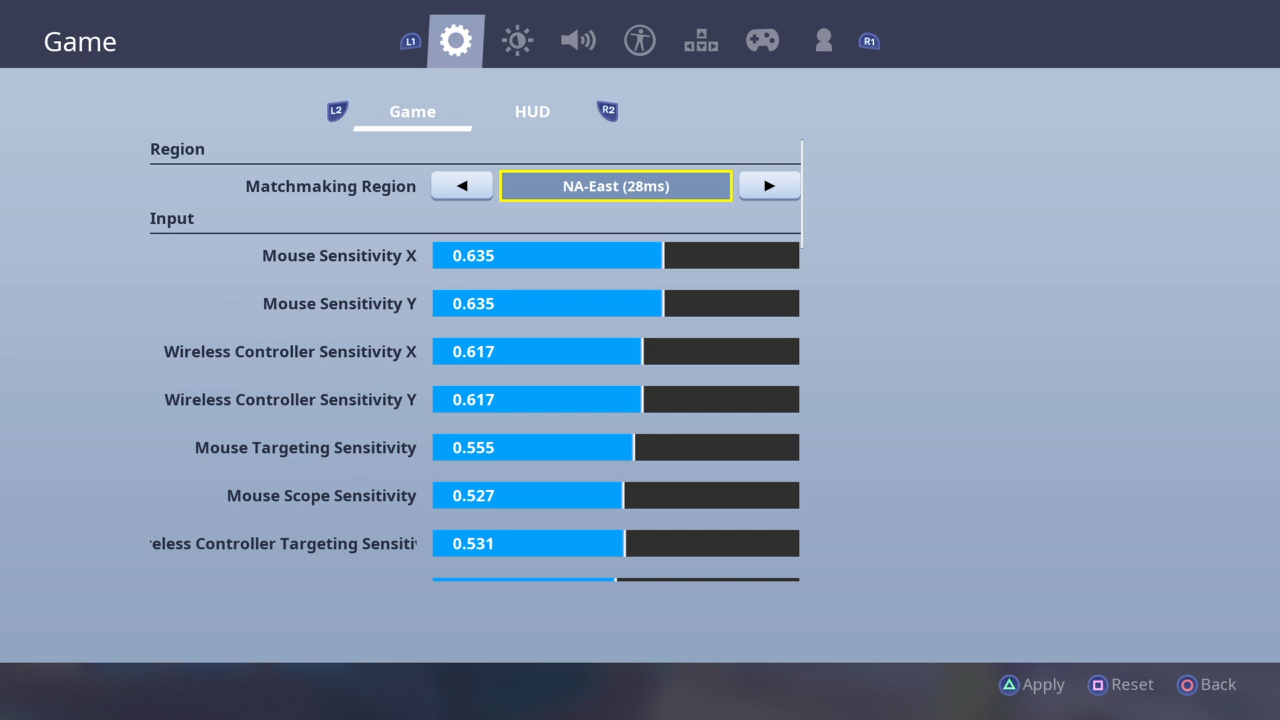 Game
L1
R1
L2
Game
HUD
R2
Region
Matchmaking Region
NA-East (28ms)
Input
Mouse Sensitivity X
0.635
Mouse Sensitivity Y
0.635
Wireless Controller Sensitivity X
0.617
Wireless Controller Sensitivity Y
0.617
Mouse Targeting Sensitivity
0.555
Mouse Scope Sensitivity
0.527
reless Controller Targeting Sensiti
0.531
Apply
Reset
Back